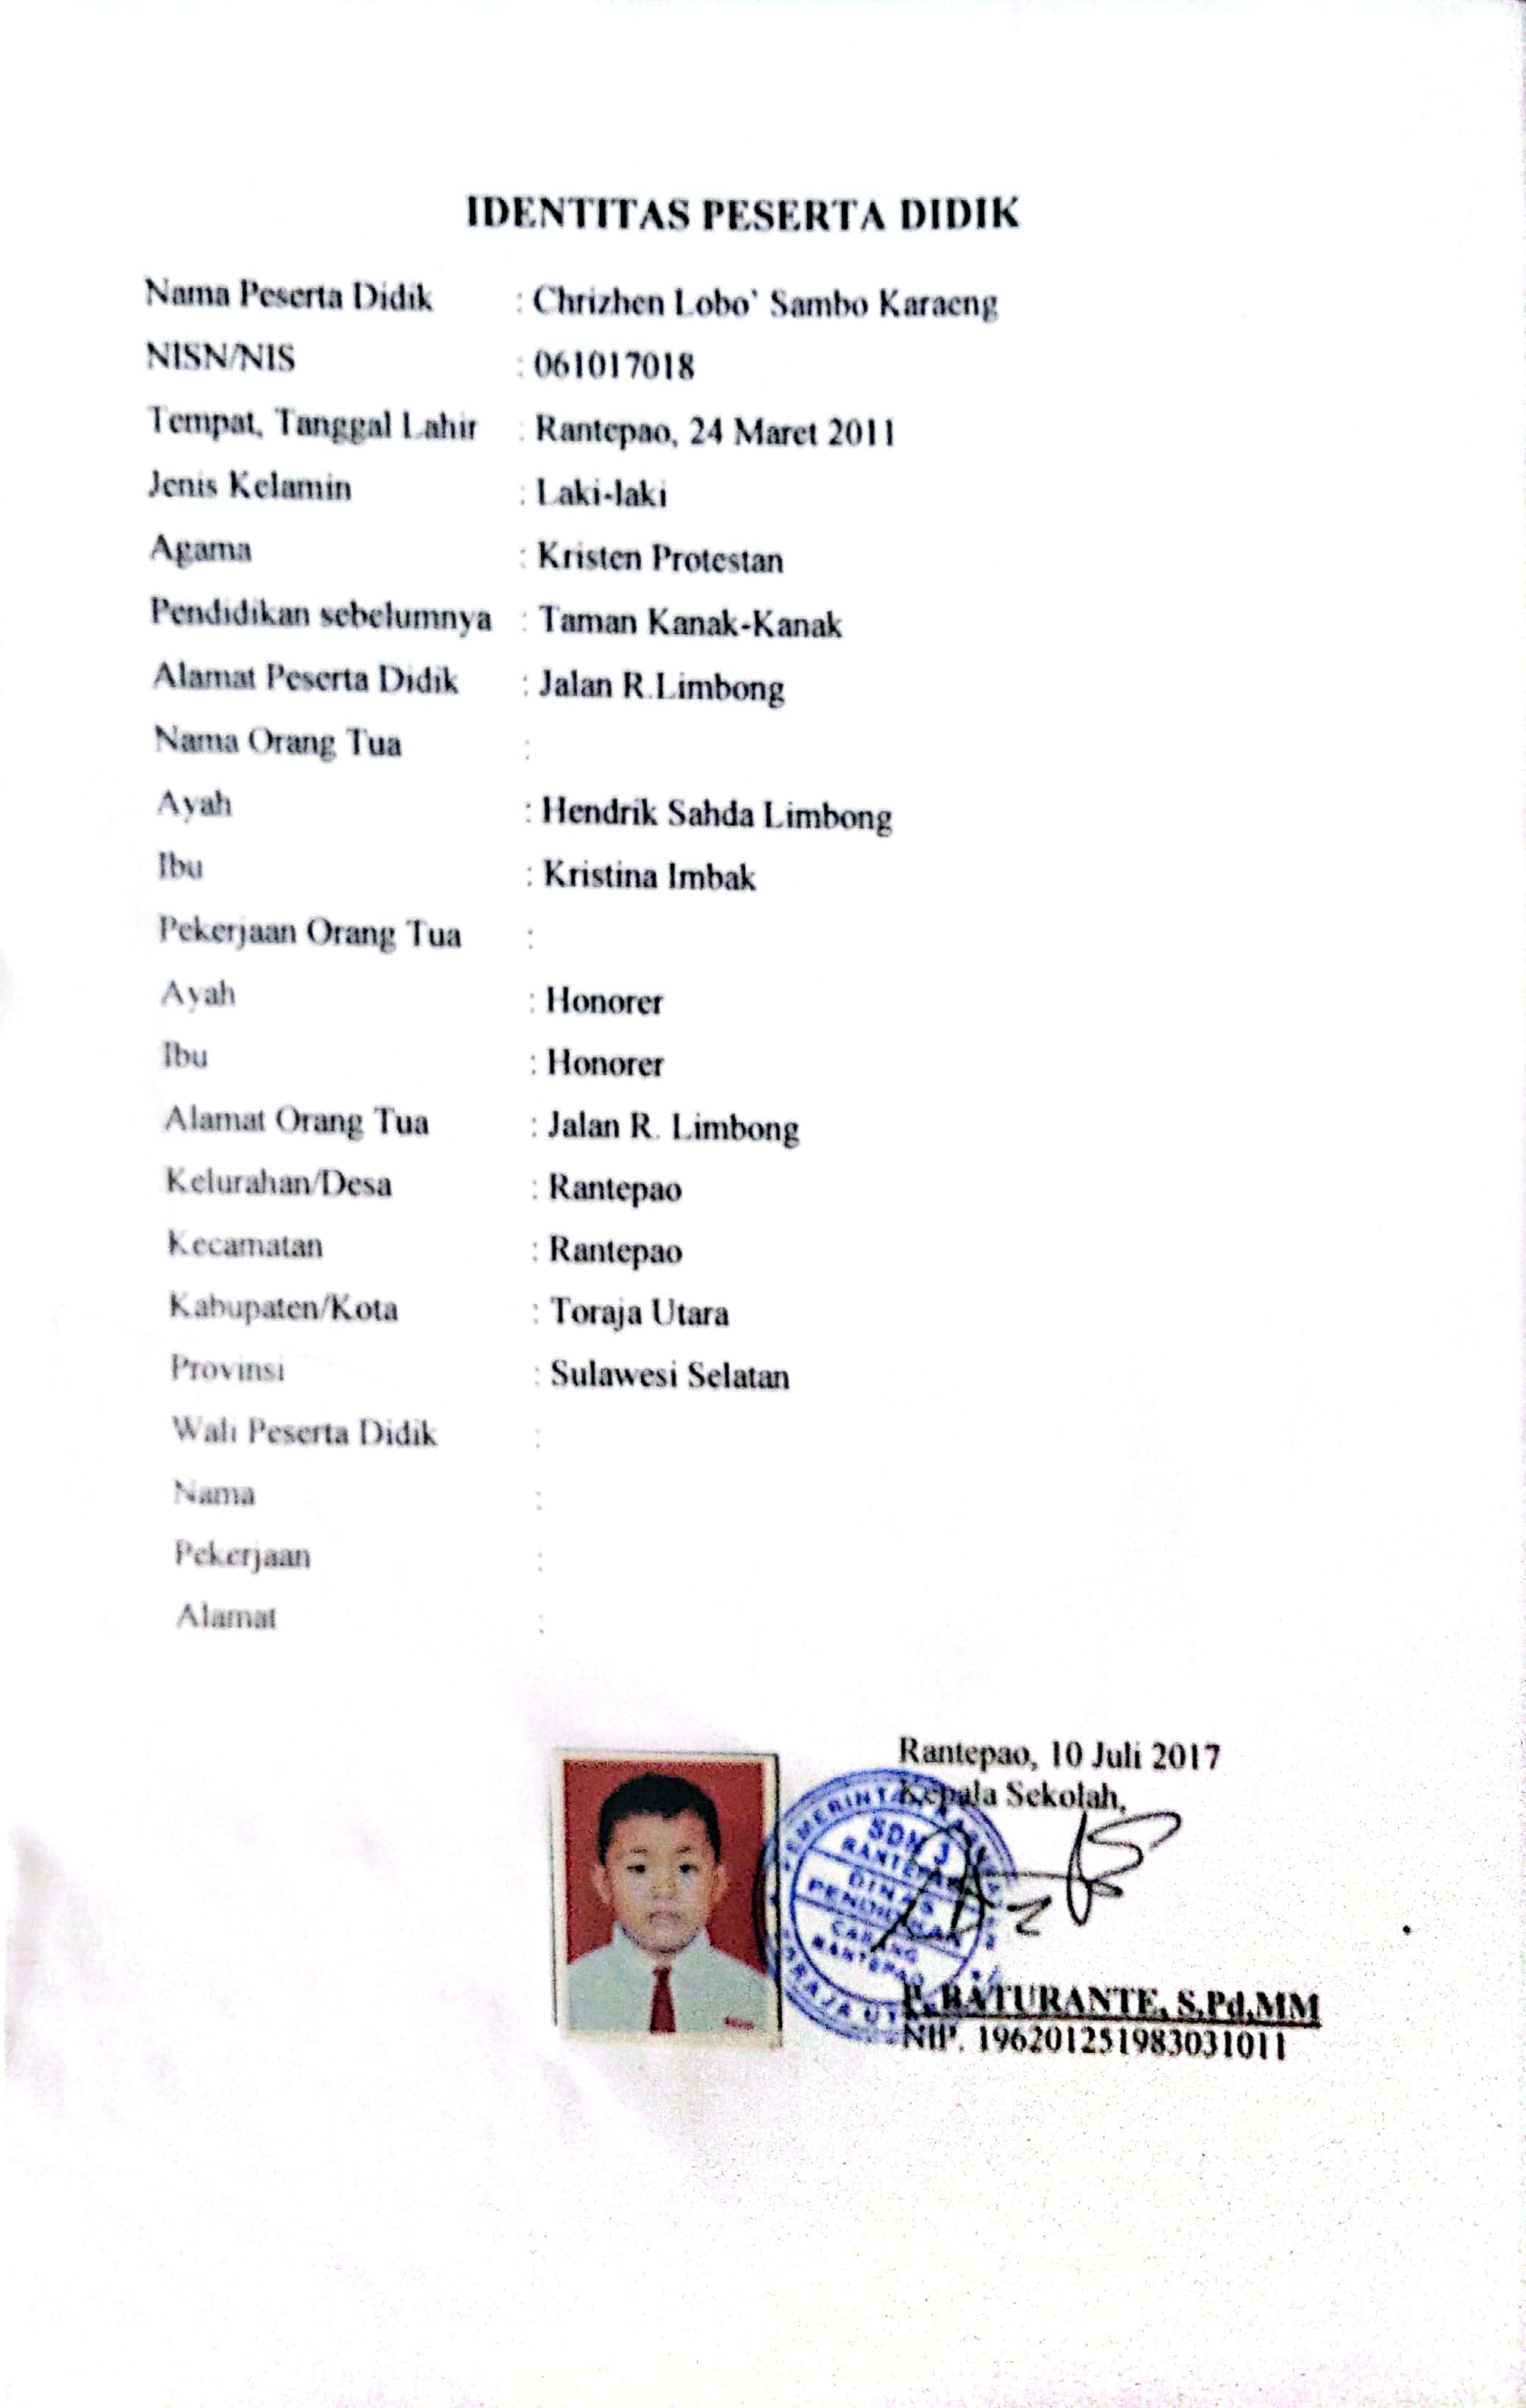 IDENTITAS PESERTA DIDIK
Nama Peserta Didik : Chrizhen Lobo` Sambo Karaeng
NISN/NIS : 061017018
Tempat, Tanggal Lahir : Rantepao, 24 Maret 2011
Jenis Kelamin : Laki-laki
Agama : Kristen Protestan
Pendidikan sebelumnya : Taman Kanak-Kanak
Alamat Peserta Didik : Jalan R.Limbong
Nama Orang Tua :
Ayah : Hendrik Sahda Limbong
Ibu : Kristina Imbak
Pekerjaan Orang Tua :
Ayah : Honorer
Ibu : Honorer
Alamat Orang Tua : Jalan R. Limbong
Kelurahan/Desa : Rantepao
Kecamatan : Rantepao
Kabupaten/Kota : Toraja Utara
Provinsi : Sulawesi Selatan
Wali Peserta Didik :
Nama :
Pekerjaan :
Alamat :
Rantepao, 10 Juli 2017
Kepala Sekolah,
SDN
RANTEPAO
DINAS
PENDIDIKAN
CABANG
RANTEPAO
P. BATURANTE, S.Pd,MM
NIP. 196201251983031011